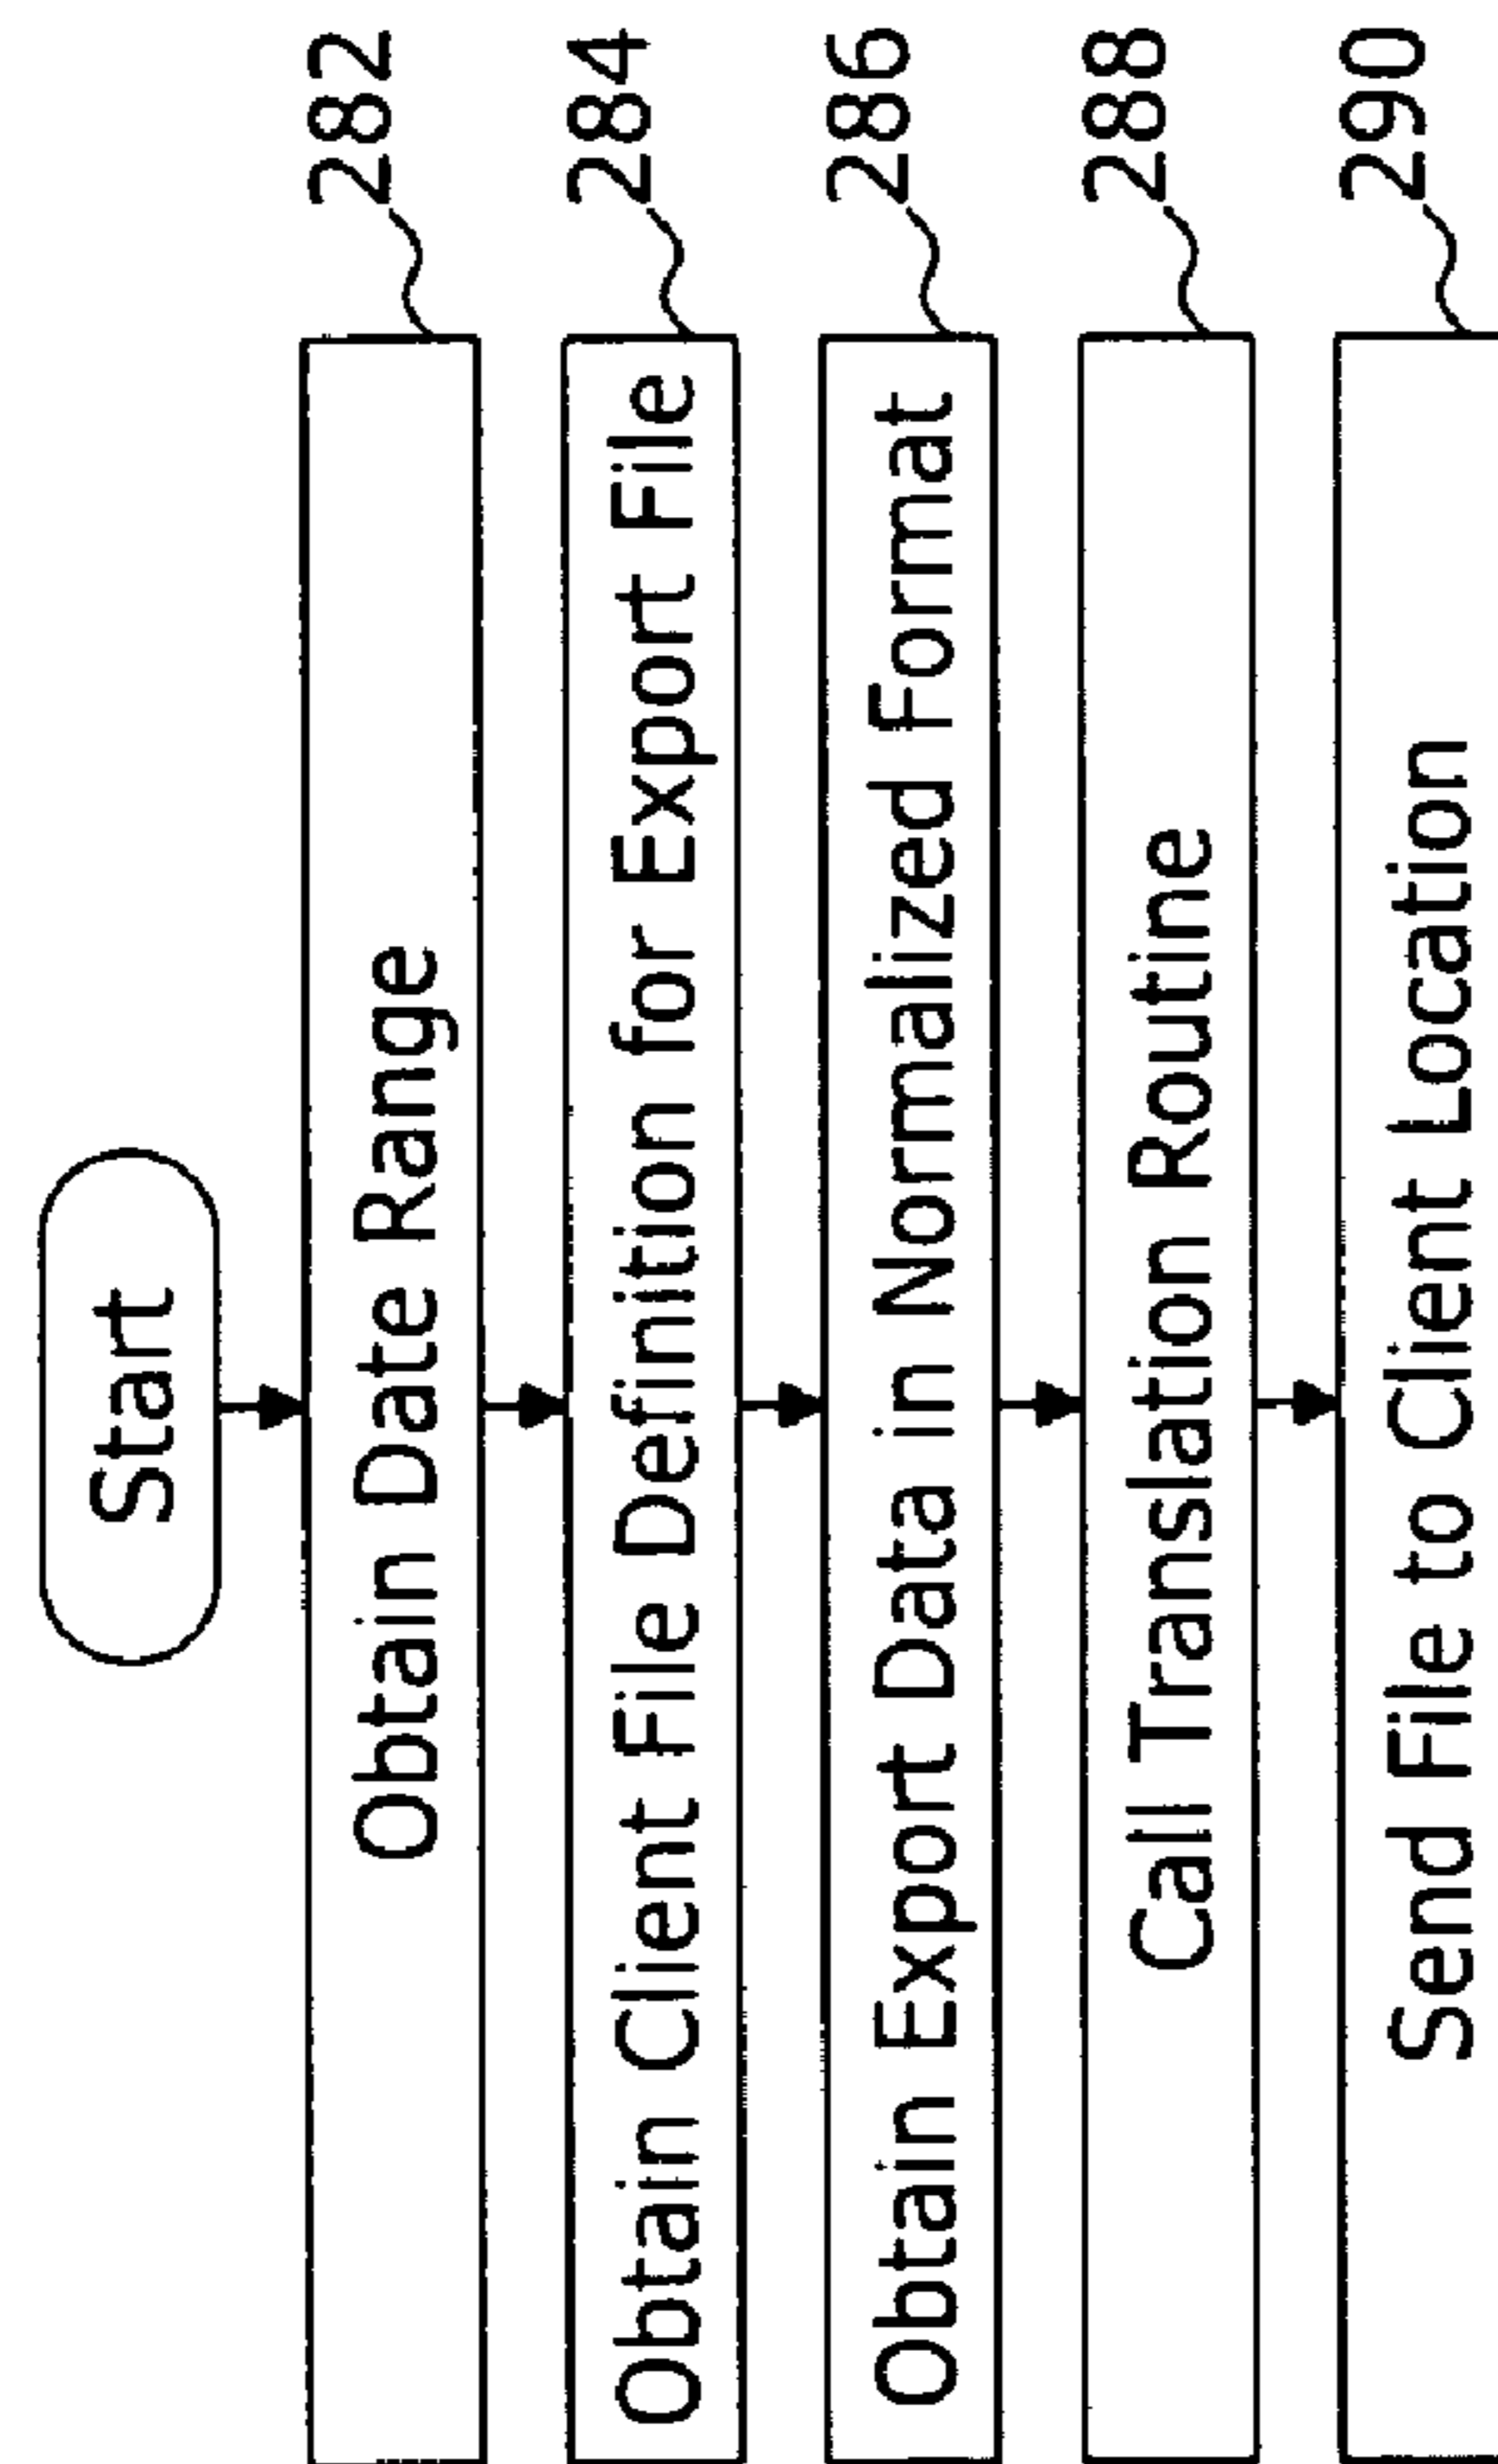 Start
Obtain Date Range
282
Obtain Client File Definition for Export File
284
Obtain Export Data in Normalized Format
286
Call Translation Routine
288
Send File to Client Location
290